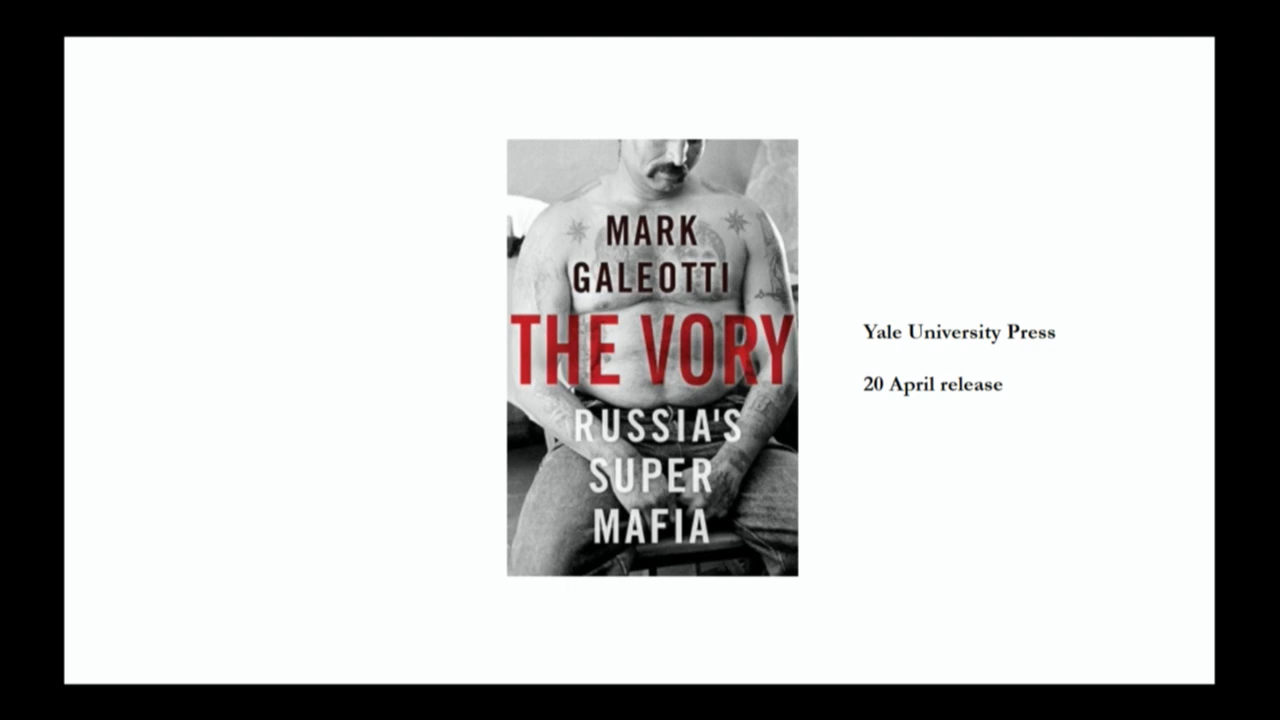 MARK
GALEOTTI
THE VORY
RUSSIA'S
SUPER
MAFIA
Yale University Press
20 April release